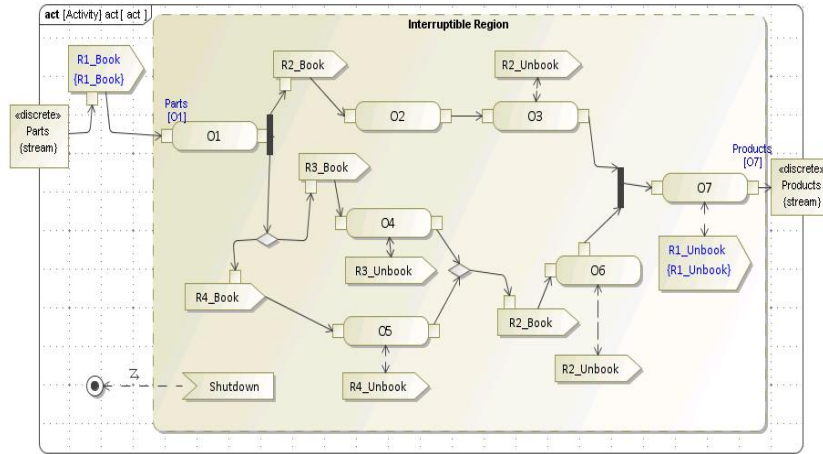 act [Activity] act [ act ]
Interruptible Region
R1_Book
{R1_Book}
R2_Book
R2_Unbook
«discrete»
Parts
{stream}
Parts
[O1]
O1
O2
O3
R3_Book
O4
R3_Unbook
R4_Book
O5
R4_Unbook
R2_Book
O6
R2_Unbook
Products
[O7]
O7
«discrete»
Products
{stream}
R1_Unbook
{R1_Unbook}
Shutdown